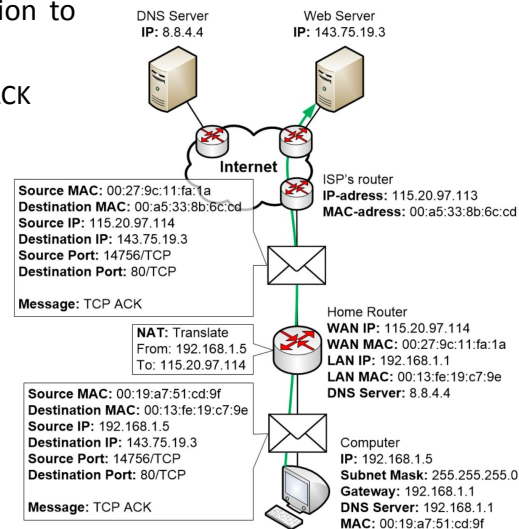 ion to
ACK
DNS Server
IP: 8.8.4.4
Web Server
IP: 143.75.19.3
Internet
ISP's router
IP-adress: 115.20.97.113
MAC-adress: 00:a5:33:8b:6c:cd
Source MAC: 00:27:9c:11:fa:1a
Destination MAC: 00:a5:33:8b:6c:cd
Source IP: 115.20.97.114
Destination IP: 143.75.19.3
Source Port: 14756/TCP
Destination Port: 80/TCP
Message: TCP ACK
NAT: Translate
From: 192.168.1.5
To: 115.20.97.114
Home Router
WAN IP: 115.20.97.114
WAN MAC: 00:27:9c:11:fa:1a
LAN IP: 192.168.1.1
LAN MAC: 00:13:fe:19:c7:9e
DNS Server: 8.8.4.4
Source MAC: 00:19:a7:51:cd:9f
Destination MAC: 00:13:fe:19:c7:9e
Source IP: 192.168.1.5
Destination IP: 143.75.19.3
Source Port: 14756/TCP
Destination Port: 80/TCP
Message: TCP ACK
Computer
IP: 192.168.1.5
Subnet Mask: 255.255.255.0
Gateway: 192.168.1.1
DNS Server: 192.168.1.1
MAC: 00:19:a7:51:cd:9f